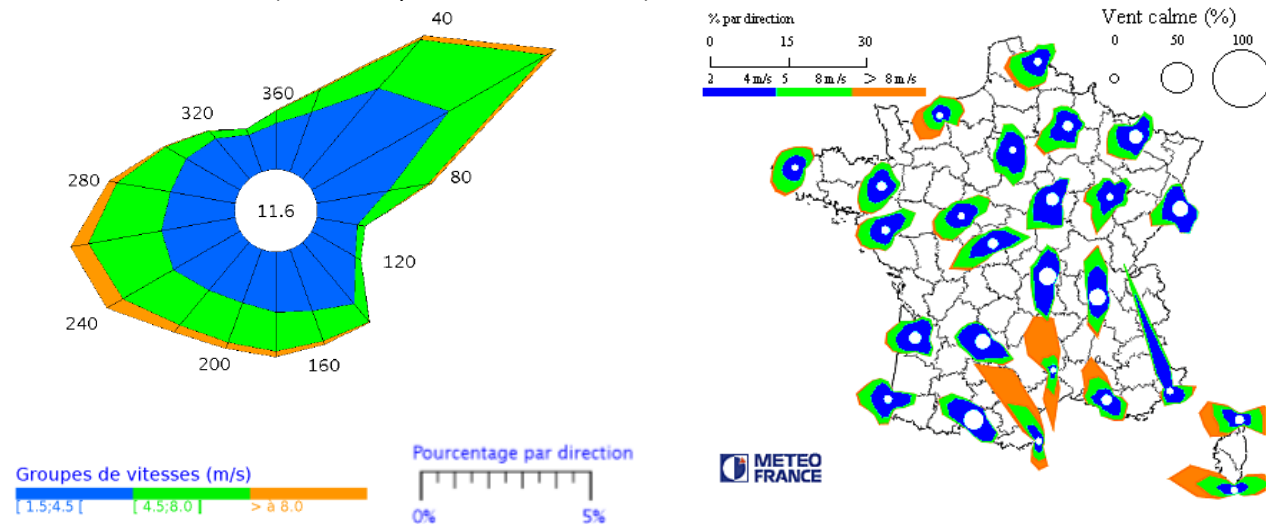 40
360
320
280
80
11.6
120
240
200
160
Groupes de vitesses (m/s)
[ 1.5;4.5 [
[ 4.5;8.0 ]
> à 8.0
Pourcentage par direction
0%
5%
% par direction
0
15
30
2
4 m/s
5
8 m/s
> 8 m/s
Vent calme (%)
0
50
100
METEO
FRANCE